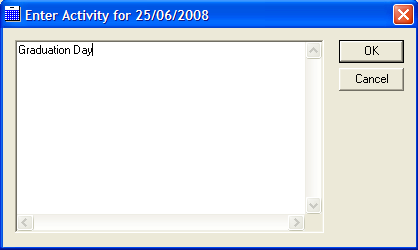 Enter Activity for 25/06/2008
Graduation Day
OK
Cancel